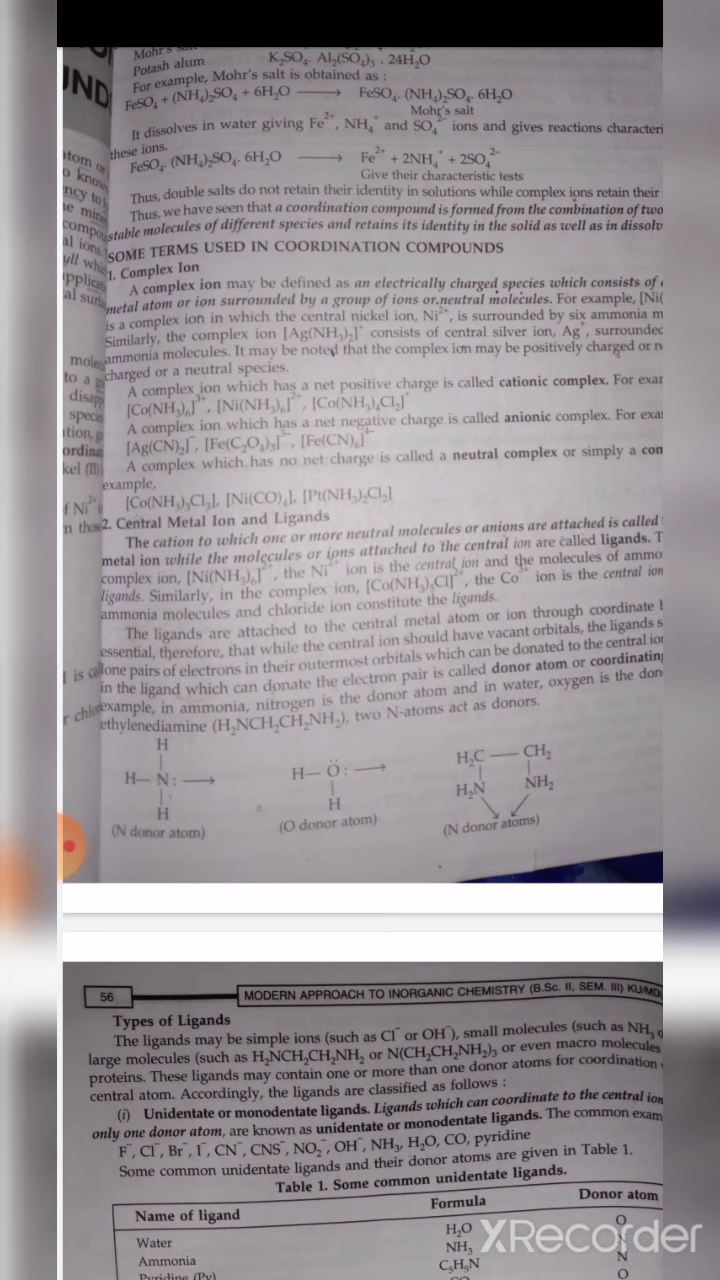 UND
Mohr's
Potash alum K₂SO₄. Al₂(SO₄)₃ . 24H₂O
For example, Mohr's salt is obtained as :
FeSO₄ + (NH₄)₂SO₄ + 6H₂O ⟶ FeSO₄. (NH₄)₂SO₄. 6H₂O
Mohr's salt
It dissolves in water giving Fe²⁺, NH₄⁺ and SO₄²⁻ ions and gives reactions
these ions.
FeSO₄. (NH₄)₂SO₄. 6H₂O ⟶ Fe²⁺ + 2NH₄⁺ + 2SO₄²⁻
Give their characteristic tests
Thus, double salts do not retain their identity in solutions while complex ions retain their
Thus, we have seen that a coordination compound is formed from the combination of two
stable molecules of different species and retains its identity in the solid as well as in
SOME TERMS USED IN COORDINATION COMPOUNDS
1. Complex Ion
A complex ion may be defined as an electrically charged species which consists of
metal atom or ion surrounded by a group of ions or neutral molecules. For example, [Ni(
is a complex ion in which the central nickel ion, Ni²⁺, is surrounded by six ammonia
Similarly, the complex ion [Ag(NH₃)₂]⁺ consists of central silver ion, Ag⁺, surrounded
ammonia molecules. It may be noted that the complex ion may be positively charged or
charged or a neutral species.
A complex ion which has a net positive charge is called cationic complex. For
[Co(NH₃)₆]³⁺, [Ni(NH₃)₆]²⁺, [Co(NH₃)₄Cl₂]⁺
A complex ion which has a net negative charge is called anionic complex. For
[Ag(CN)₂]⁻, [Fe(C₂O₄)₃]³⁻, [Fe(CN)₆]⁴⁻
A complex which has no net charge is called a neutral complex or simply a
example,
[Co(NH₃)₃Cl₃], [Ni(CO)₄], [Pt(NH₃)₂Cl₂]
2. Central Metal Ion and Ligands
The cation to which one or more neutral molecules or anions are attached is called
metal ion while the molecules or ions attached to the central ion are called ligands.
complex ion, [Ni(NH₃)₆]²⁺, the Ni²⁺ ion is the central ion and the molecules of
ligands. Similarly, in the complex ion, [Co(NH₃)₅Cl]²⁺, the Co³⁺ ion is the central ion
ammonia molecules and chloride ion constitute the ligands.
The ligands are attached to the central metal atom or ion through coordinate
essential, therefore, that while the central ion should have vacant orbitals, the ligands
lone pairs of electrons in their outermost orbitals which can be donated to the central
in the ligand which can donate the electron pair is called donor atom or
example, in ammonia, nitrogen is the donor atom and in water, oxygen is the
ethylenediamine (H₂NCH₂CH₂NH₂), two N-atoms act as donors.
H
H— N: ⟶ H— Ö: ⟶ H₂C — CH₂
H H H₂N NH₂
(N donor atom) (O donor atom) (N donor atoms)
56 MODERN APPROACH TO INORGANIC CHEMISTRY (B.Sc. II, SEM. III)
Types of Ligands
The ligands may be simple ions (such as Cl⁻ or OH⁻), small molecules (such as NH₃
large molecules (such as H₂NCH₂CH₂NH₂ or N(CH₂CH₂NH₂)₃ or even macro molecules
proteins. These ligands may contain one or more than one donor atoms for coordination
central atom. Accordingly, the ligands are classified as follows :
(i) Unidentate or monodentate ligands. Ligands which can coordinate to the central ion
only one donor atom, are known as unidentate or monodentate ligands. The common
F⁻, Cl⁻, Br⁻, I⁻, CN⁻, CNS⁻, NO₂⁻, OH⁻, NH₃, H₂O, CO, pyridine
Some common unidentate ligands and their donor atoms are given in Table 1.
Table 1. Some common unidentate ligands.
Name of ligand Formula Donor atom
Water H₂O O
Ammonia NH₃ N
Pyridine (Py) C₅H₅N N
XRecorder